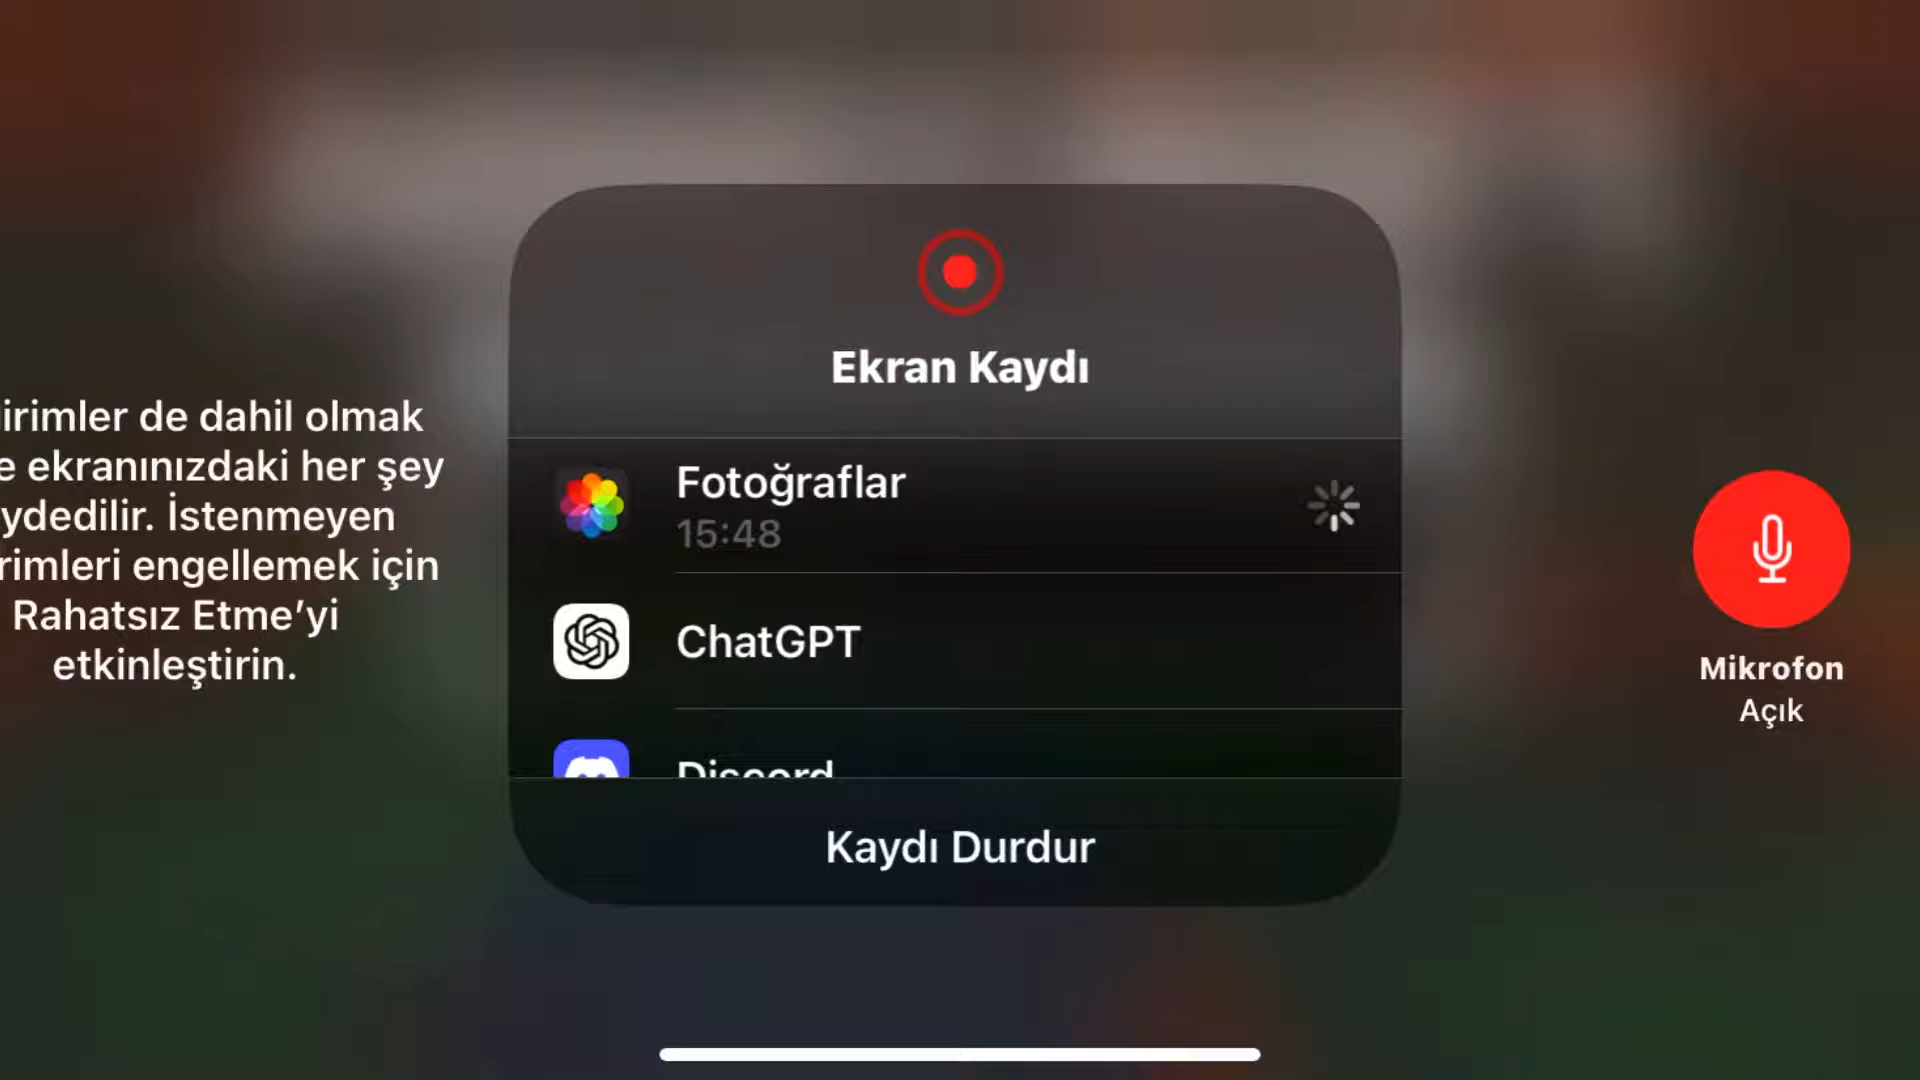 irimler de dahil olmak
e ekranınızdaki her şey
ydedilir. İstenmeyen
rimleri engellemek için
Rahatsız Etme’yi
etkinleştirin.
Ekran Kaydı
Fotoğraflar
15:48
ChatGPT
Discord
Kaydı Durdur
Mikrofon
Açık